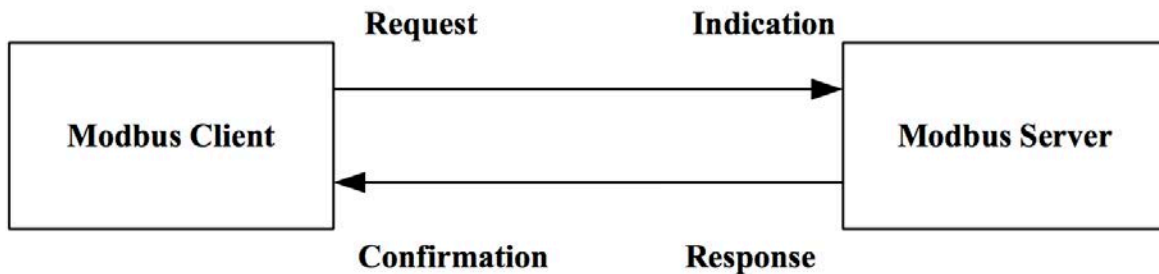 Request Indication
Modbus Client Modbus Server
Confirmation Response